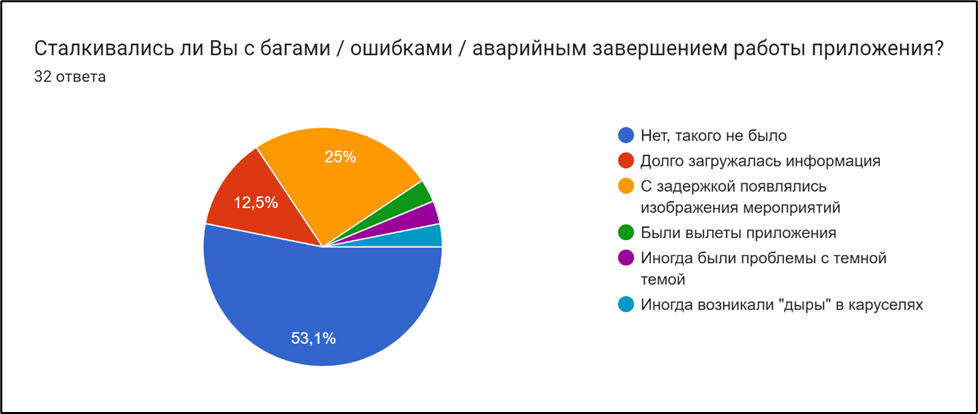 Сталкивались ли Вы с багами / ошибками / аварийным завершением работы приложения?
32 ответа
25%
12,5%
53,1%
Нет, такого не было
Долго загружалась информация
С задержкой появлялись
изображения мероприятий
Были вылеты приложения
Иногда были проблемы с темной
темой
Иногда возникали "дыры" в каруселях